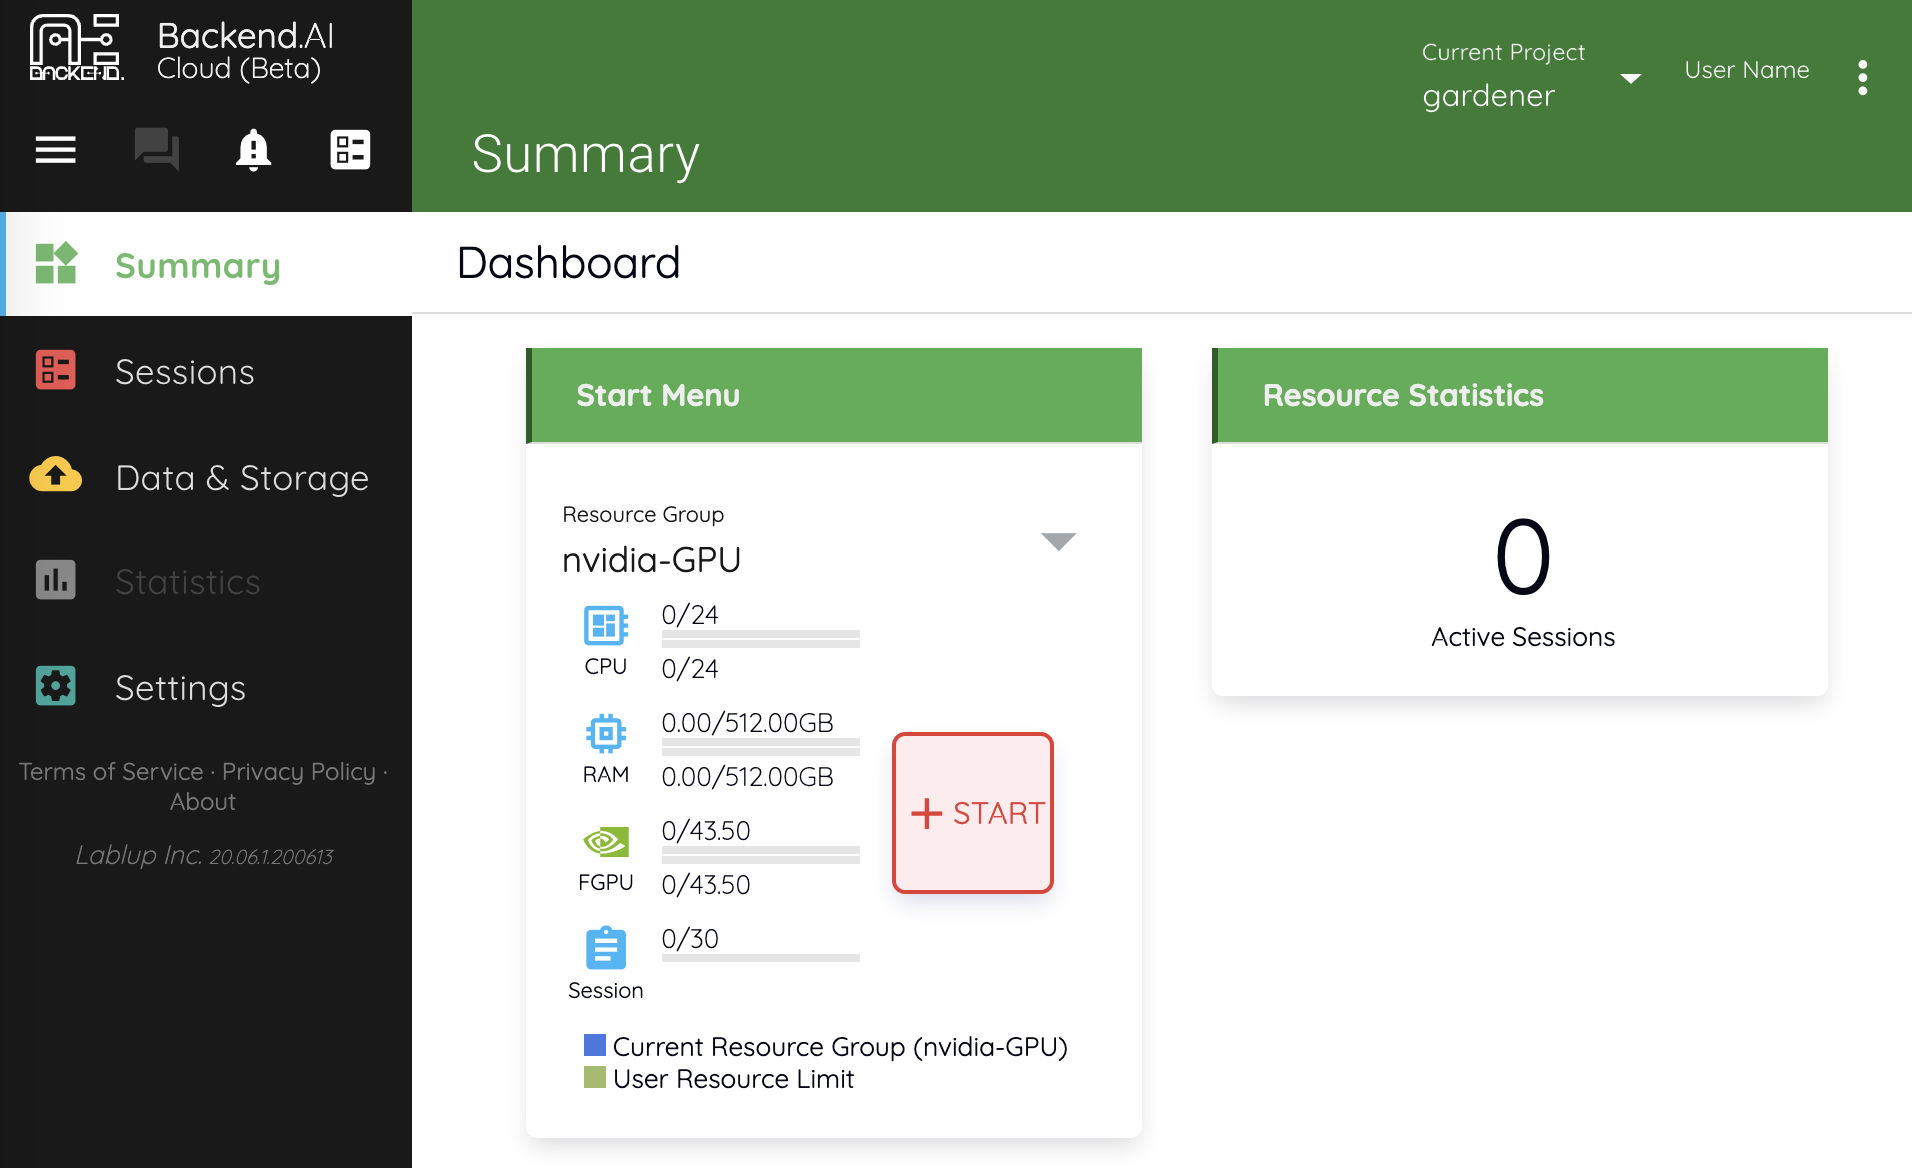 BACKEND.
Backend.AI
Cloud (Beta)
Current Project
gardener
User Name
Summary
Summary
Sessions
Data & Storage
Statistics
Settings
Terms of Service · Privacy Policy ·
About
Lablup Inc. 20.06.1.200613
Dashboard
Start Menu
Resource Group
nvidia-GPU
0/24
CPU
0/24
0.00/512.00GB
RAM
0.00/512.00GB
0/43.50
FGPU
0/43.50
0/30
Session
+ START
Current Resource Group (nvidia-GPU)
User Resource Limit
Resource Statistics
0
Active Sessions